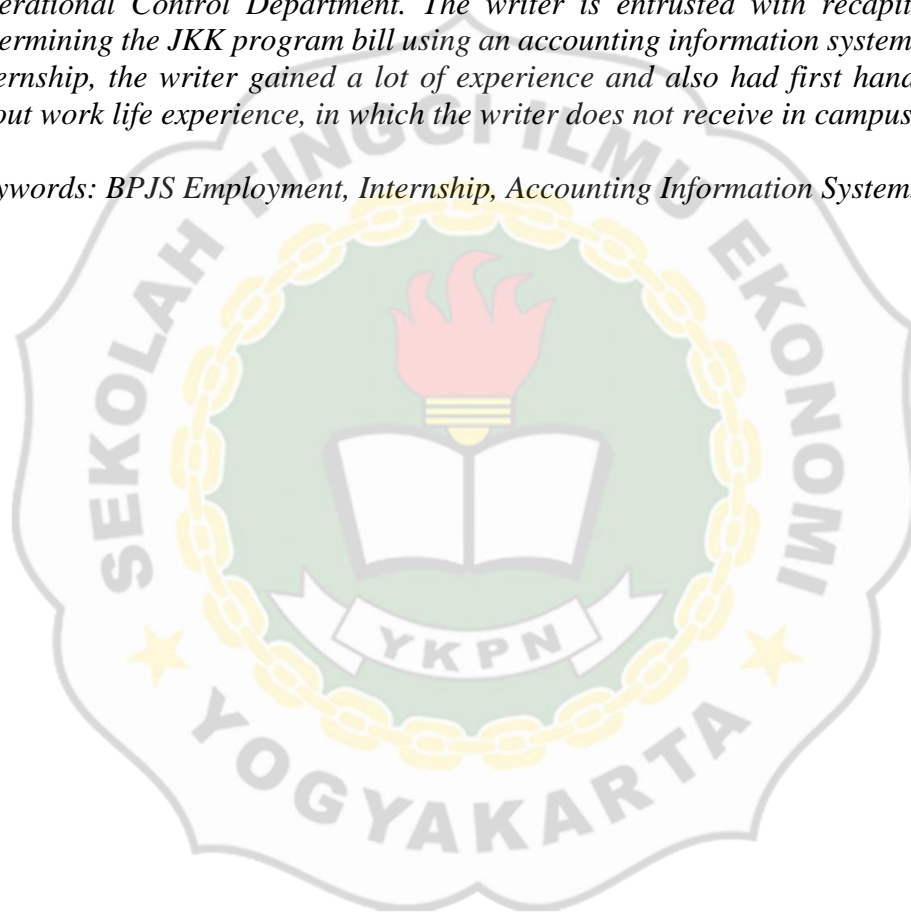 erational Control Department. The writer is entrusted with recapit
ermining the JKK program bill using an accounting information system
ernship, the writer gained a lot of experience and also had first hand
out work life experience, in which the writer does not receive in campus
ywords: BPJS Employment, Internship, Accounting Information System
SEKOLAH TINGGI ILMU EKONOMI
YKPN
YOGYAKARTA